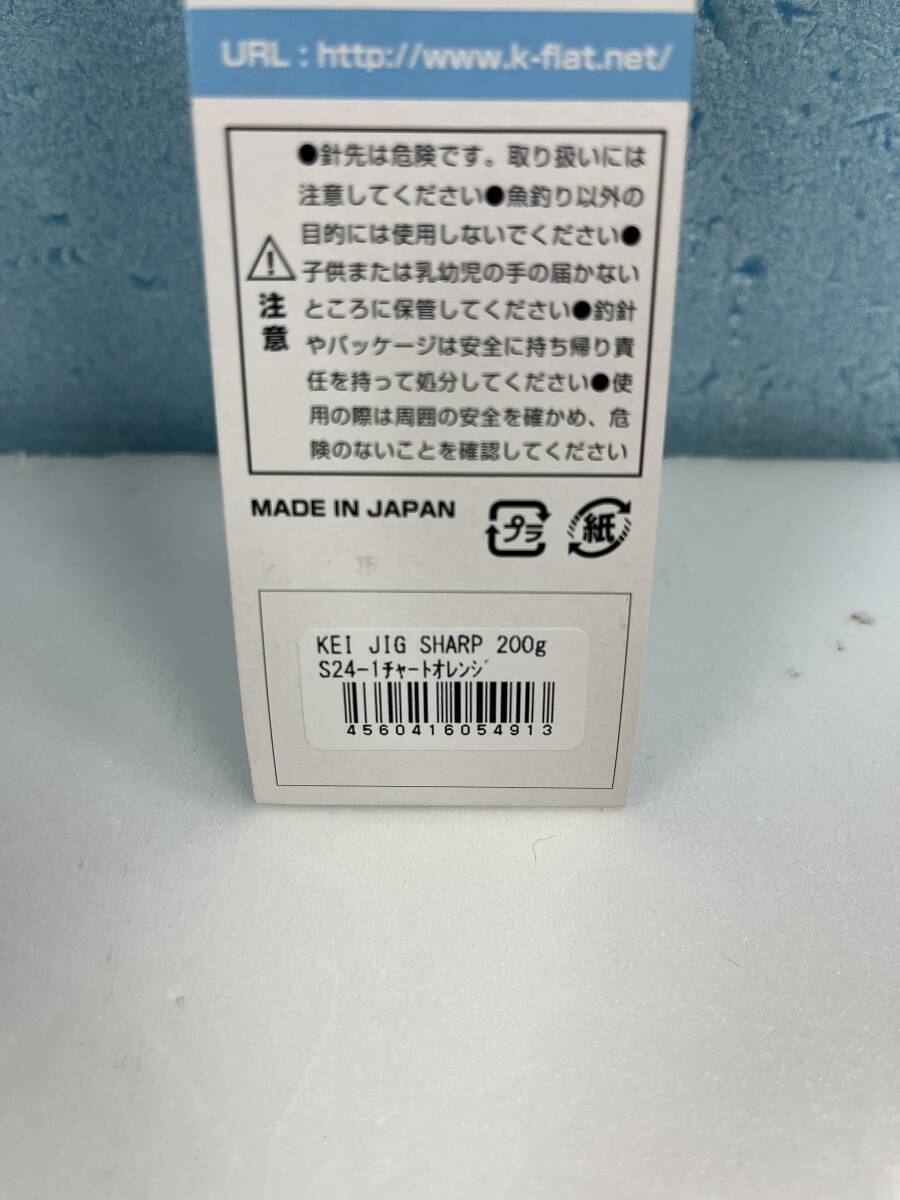 URL : http://www.k-flat.net/
●針先は危険です。取り扱いには
注意してください●魚釣り以外の
目的には使用しないでください●
子供または乳幼児の手の届かない
ところに保管してください●釣針
やパッケージは安全に持ち帰り責
任を持って処分してください●使
用の際は周囲の安全を確かめ、危
険のないことを確認してください
注意
MADE IN JAPAN
プラ
紙
KEI JIG SHARP 200g
S24-1ﾁｬｰﾄｵﾚﾝｼﾞ
4560416054913